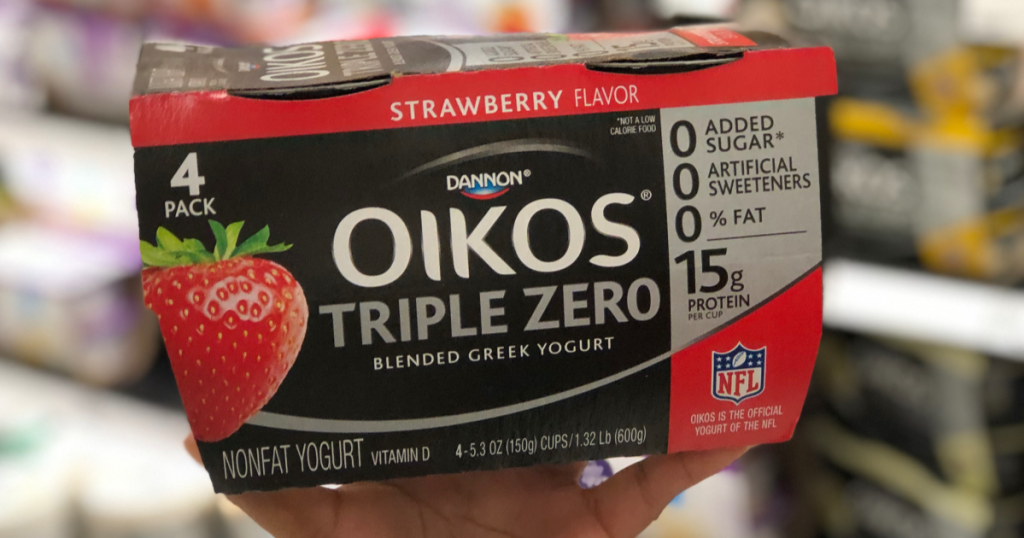 OIKOS
STRAWBERRY FLAVOR
*NOT A LOW
CALORIE FOOD
4
PACK
DANNON®
OIKOS®
TRIPLE ZERO
BLENDED GREEK YOGURT
0 ADDED
SUGAR*
0 ARTIFICIAL
SWEETENERS
0 % FAT
15g
PROTEIN
PER CUP
NFL
OIKOS IS THE OFFICIAL
YOGURT OF THE NFL
NONFAT YOGURT VITAMIN D 4-5.3 OZ (150g) CUPS/1.32 Lb (600g)